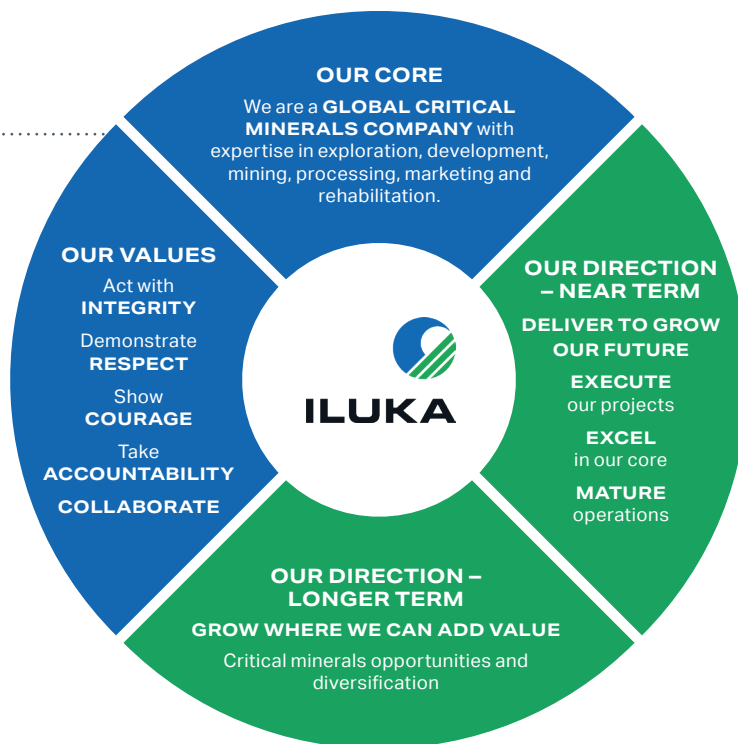 OUR CORE
We are a GLOBAL CRITICAL
MINERALS COMPANY with
expertise in exploration, development,
mining, processing, marketing and
rehabilitation.
OUR VALUES
Act with
INTEGRITY
Demonstrate
RESPECT
Show
COURAGE
Take
ACCOUNTABILITY
COLLABORATE
ILUKA
OUR DIRECTION
– NEAR TERM
DELIVER TO GROW
OUR FUTURE
EXECUTE
our projects
EXCEL
in our core
MATURE
operations
OUR DIRECTION –
LONGER TERM
GROW WHERE WE CAN ADD VALUE
Critical minerals opportunities and
diversification